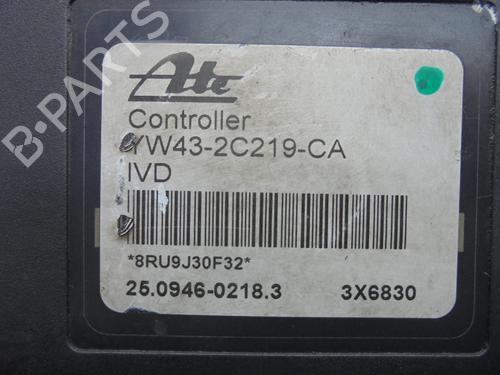 B-PARTS
Ate
Controller
YW43-2C219-CA
IVD
*8RU9J30F32*
25.0946-0218.3 3X6830